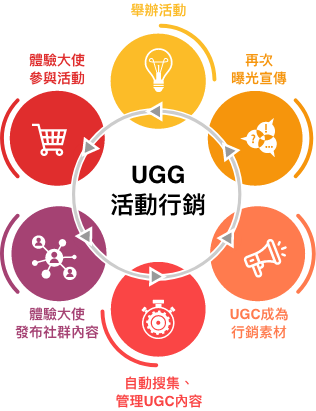 舉辦活動
體驗大使
參與活動
再次
曝光宣傳
UGG
活動行銷
體驗大使
發布社群內容
UGC成為
行銷素材
自動搜集、
管理UGC內容